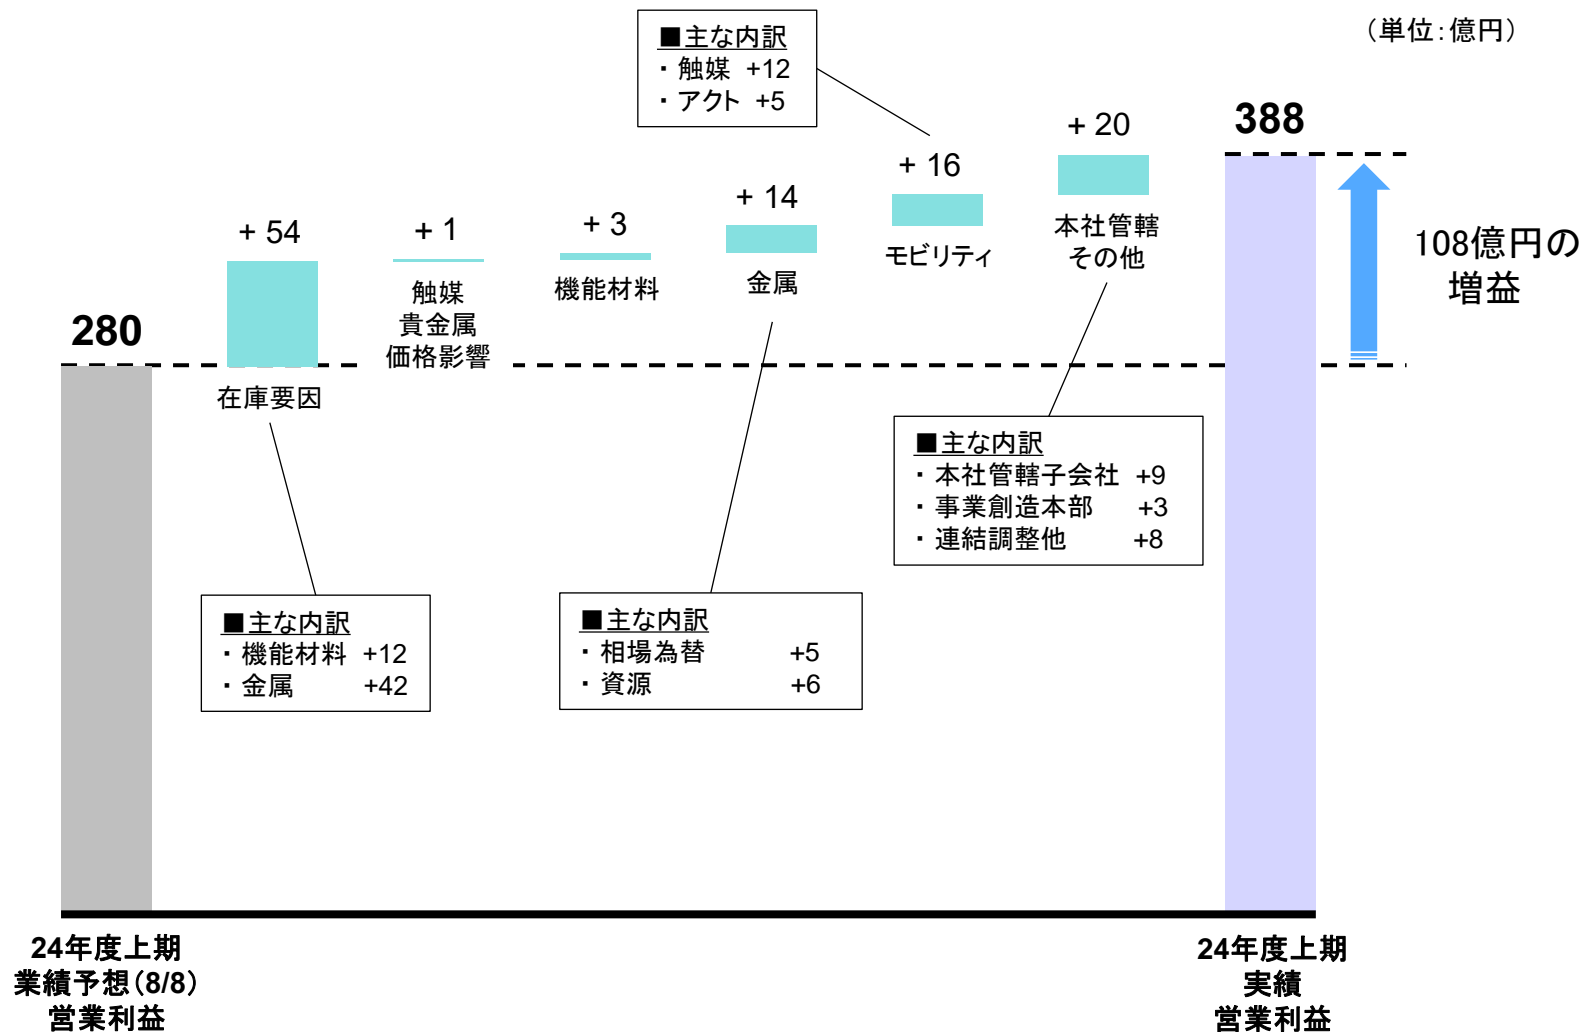 （単位：億円）
■主な内訳
・触媒 +12
・アクト +5
280
+ 54
在庫要因
+ 1
触媒
貴金属
価格影響
+ 3
機能材料
+ 14
金属
+ 16
モビリティ
+ 20
本社管轄
その他
388
108億円の
増益
■主な内訳
・機能材料 +12
・金属 +42
■主な内訳
・相場為替 +5
・資源 +6
■主な内訳
・本社管轄子会社 +9
・事業創造本部 +3
・連結調整他 +8
24年度上期
業績予想（8/8）
営業利益
24年度上期
実績
営業利益